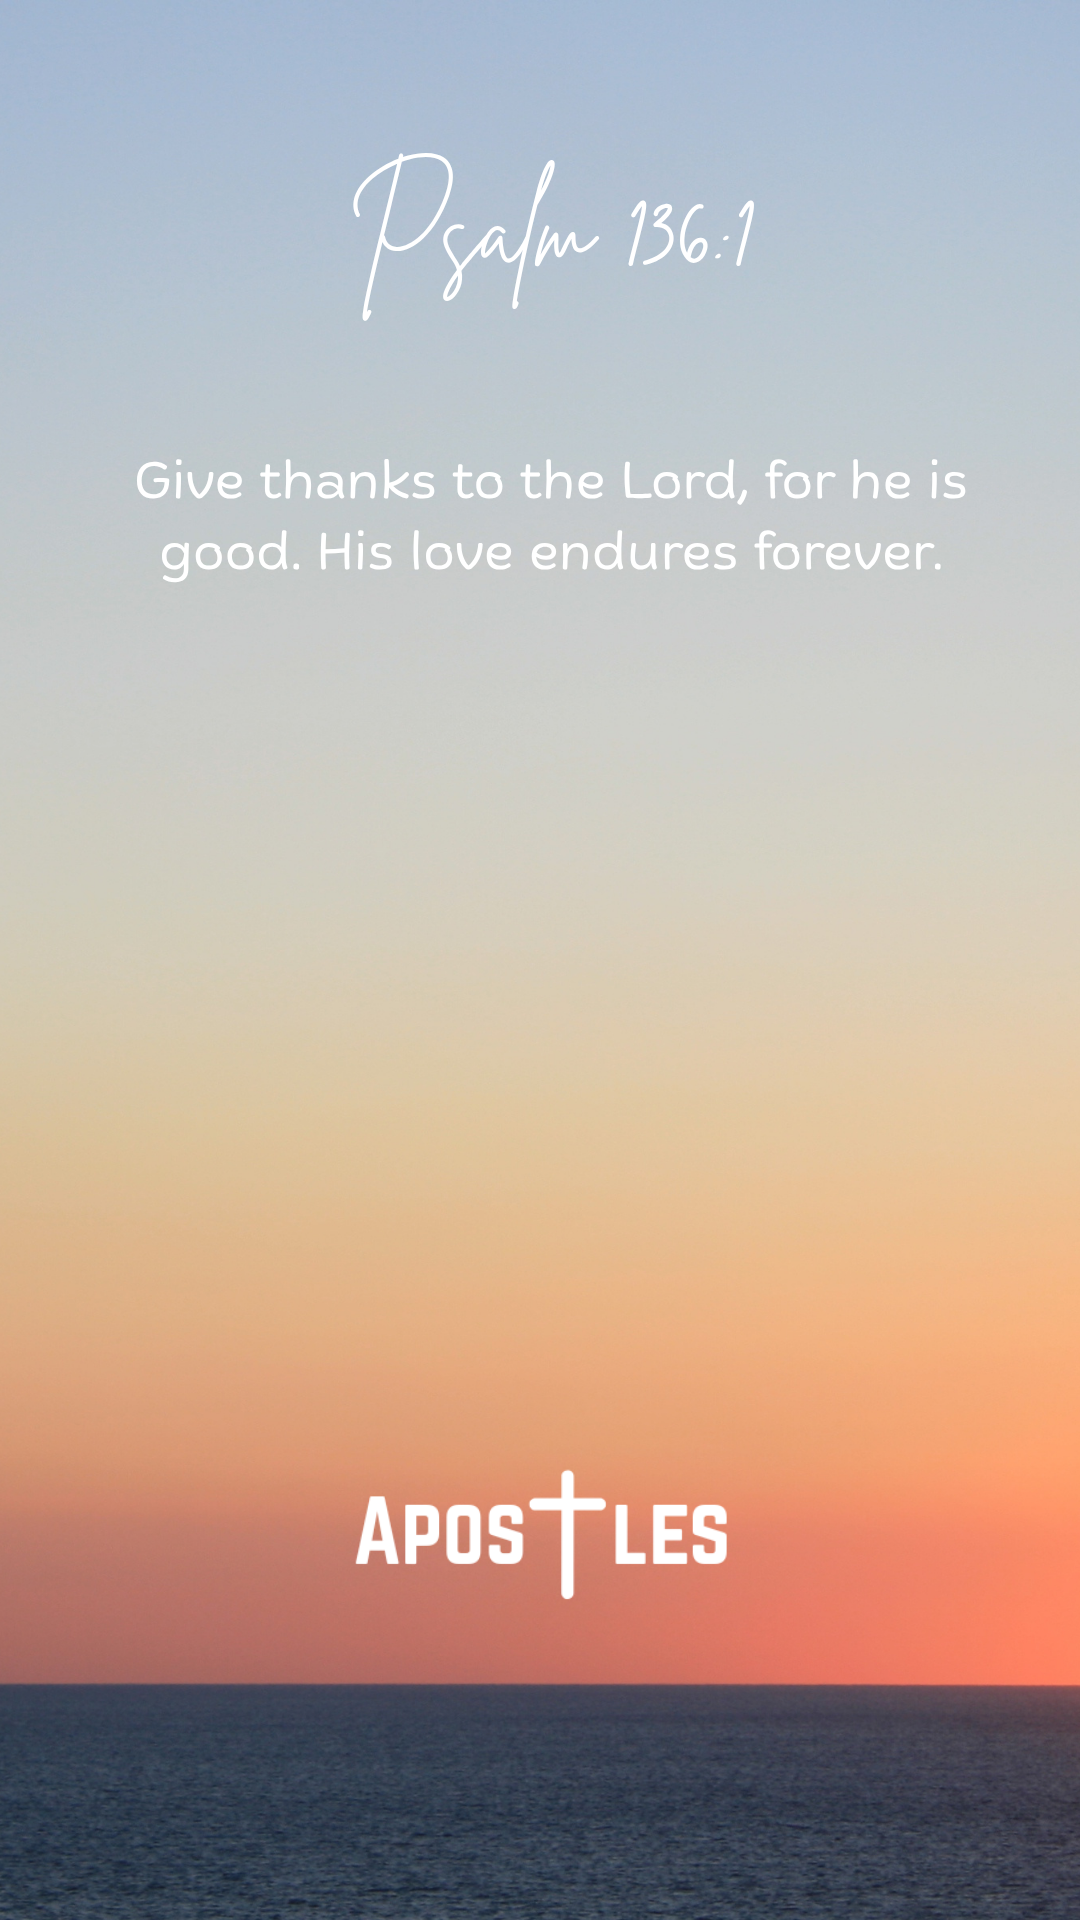 Psalm 136:1
Give thanks to the Lord, for he is
good. His love endures forever.
APOSTLES